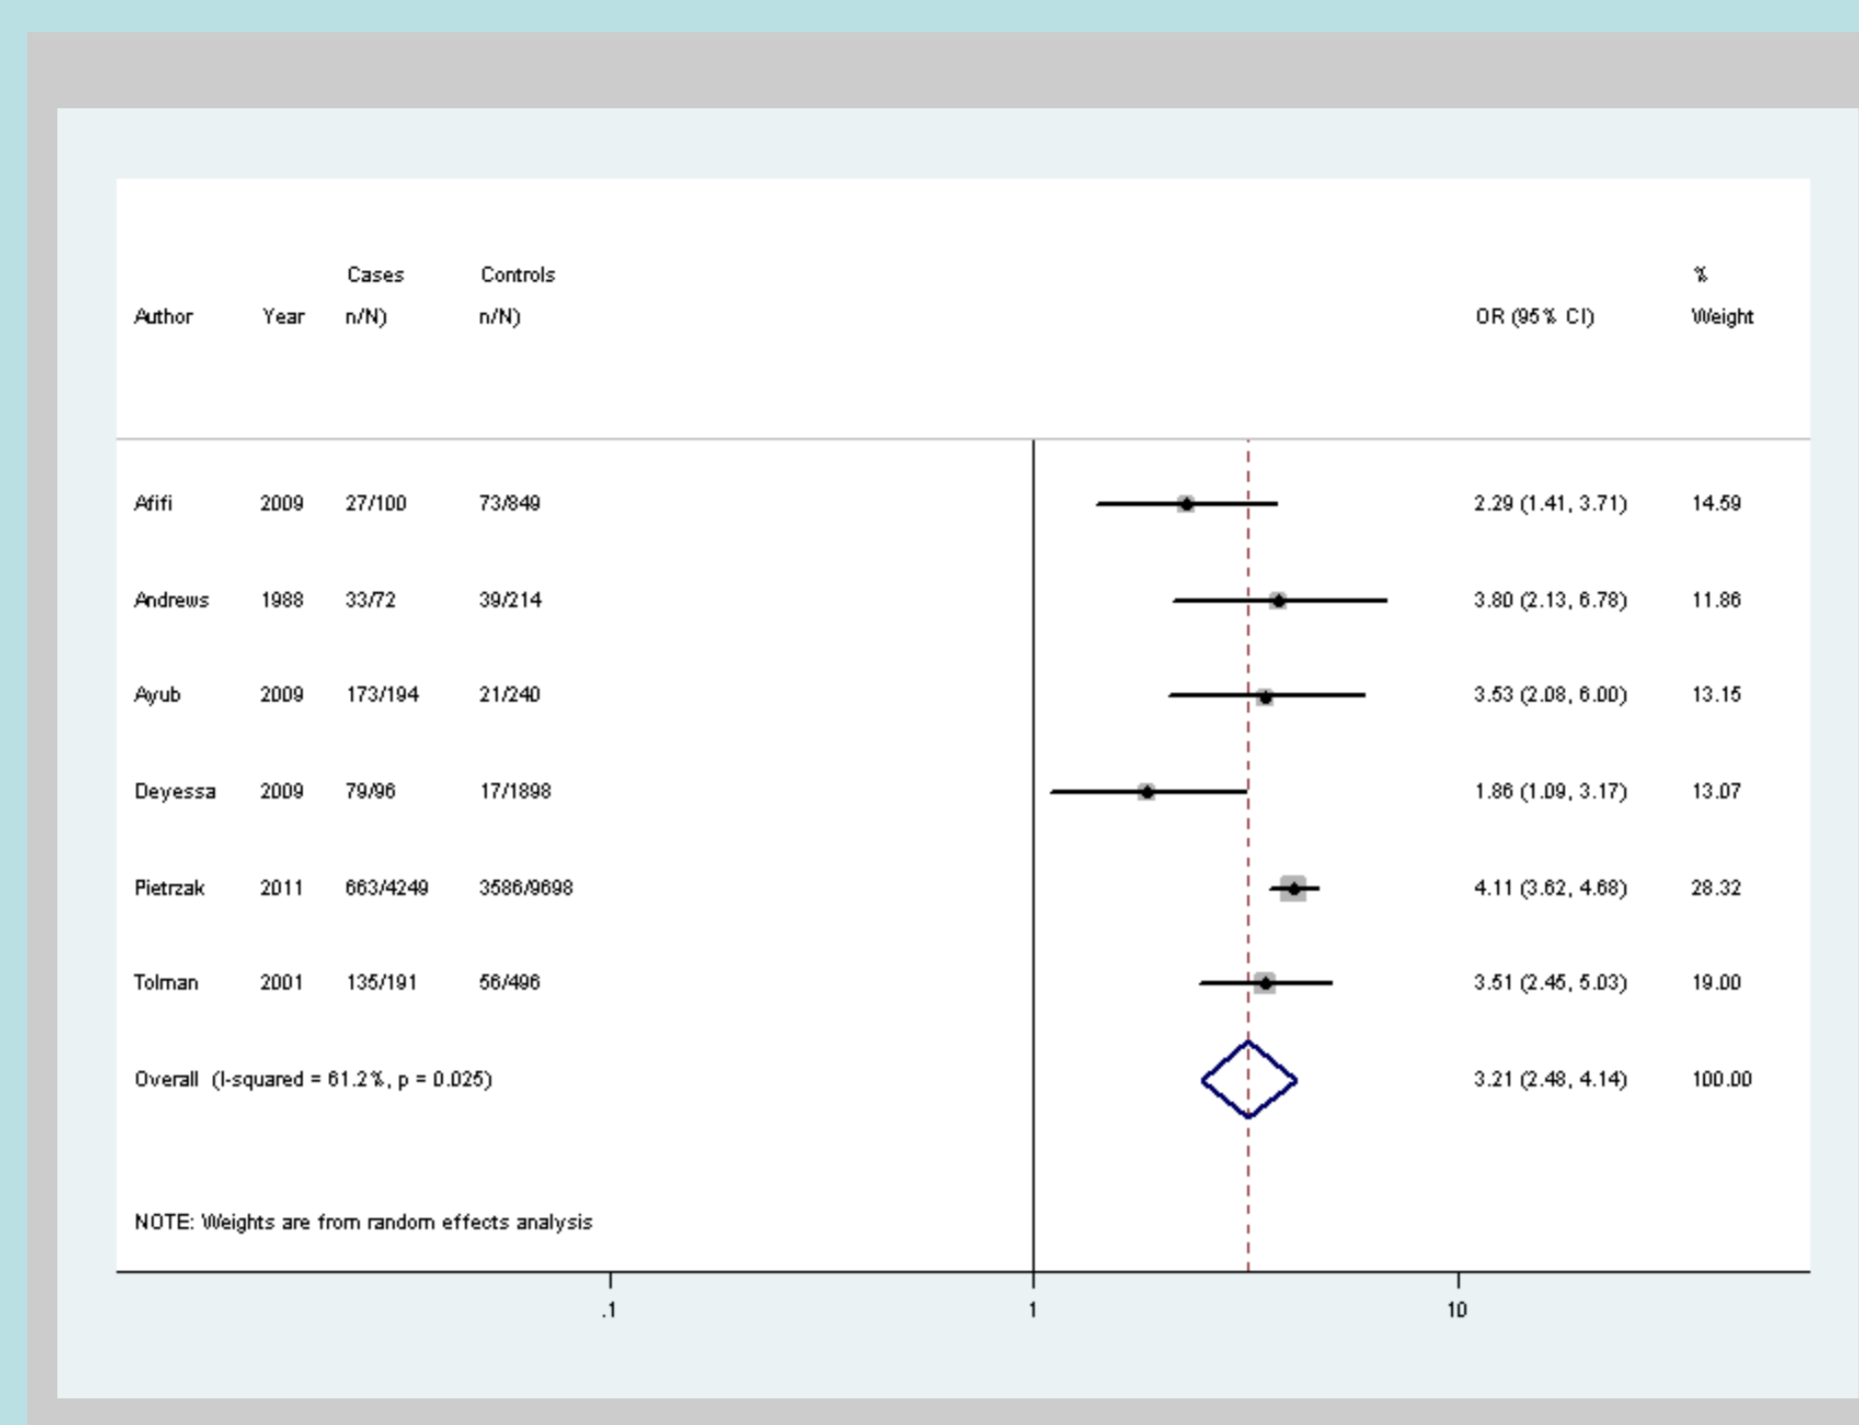 Cases Controls %
Author Year n/N) n/N) OR (95% CI) Weight
Afifi 2009 27/100 73/849 2.29 (1.41, 3.71) 14.59
Andrews 1988 33/72 39/214 3.80 (2.13, 6.78) 11.86
Ayub 2009 173/194 21/240 3.53 (2.08, 6.00) 13.15
Deyessa 2009 79/96 17/1898 1.86 (1.09, 3.17) 13.07
Pietrzak 2011 663/4249 3586/9698 4.11 (3.62, 4.68) 28.32
Tolman 2001 135/191 56/496 3.51 (2.45, 5.03) 19.00
Overall (I-squared = 61.2%, p = 0.025) 3.21 (2.48, 4.14) 100.00
NOTE: Weights are from random effects analysis
.1 1 10